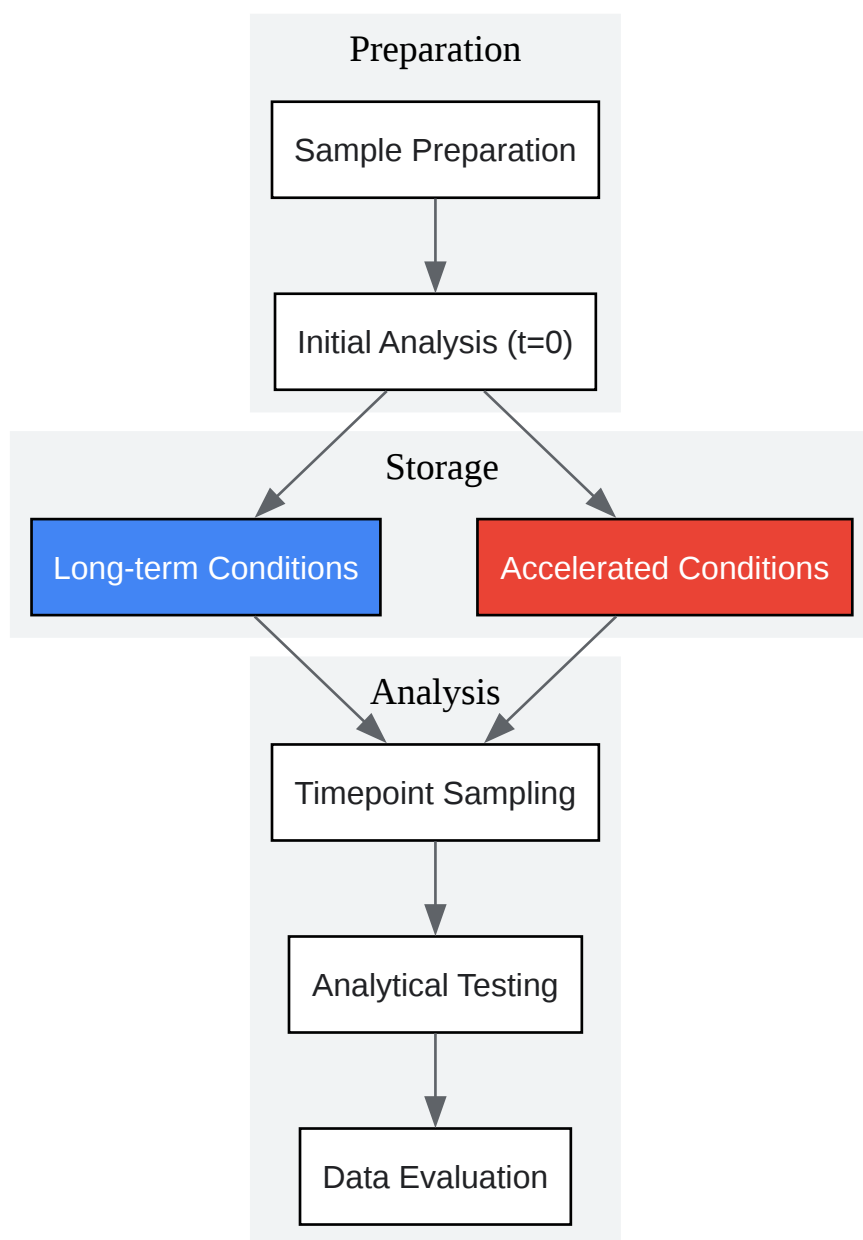 Preparation
Sample Preparation
Initial Analysis (t=0)
Storage
Long-term Conditions
Accelerated Conditions
Analysis
Timepoint Sampling
Analytical Testing
Data Evaluation